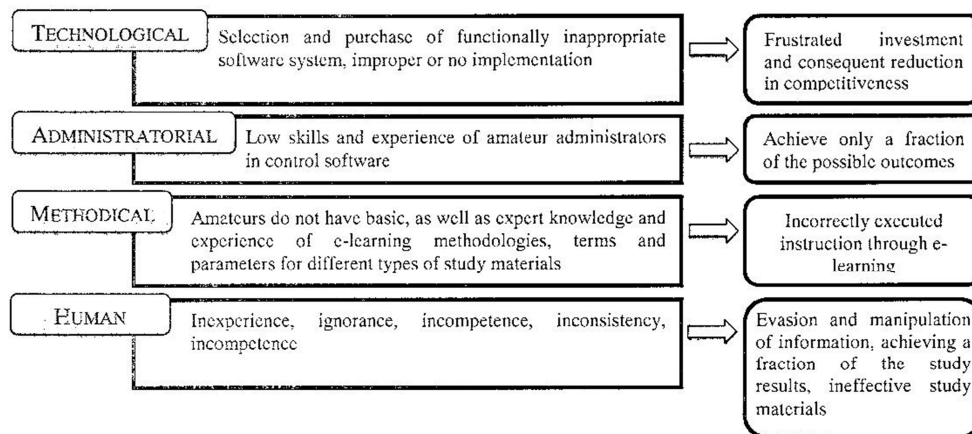 TECHNOLOGICAL
Selection and purchase of functionally inappropriate
software system, improper or no implementation
Frustrated investment
and consequent reduction
in competitiveness
ADMINISTRATORIAL
Low skills and experience of amateur administrators
in control software
Achieve only a fraction
of the possible outcomes
METHODICAL
Amateurs do not have basic, as well as expert knowledge and
experience of e-learning methodologies, terms and
parameters for different types of study materials
Incorrectly executed
instruction through e-
learning
HUMAN
Inexperience, ignorance, incompetence, inconsistency,
incompetence
Evasion and manipulation
of information, achieving a
fraction of the study
results, ineffective study
materials